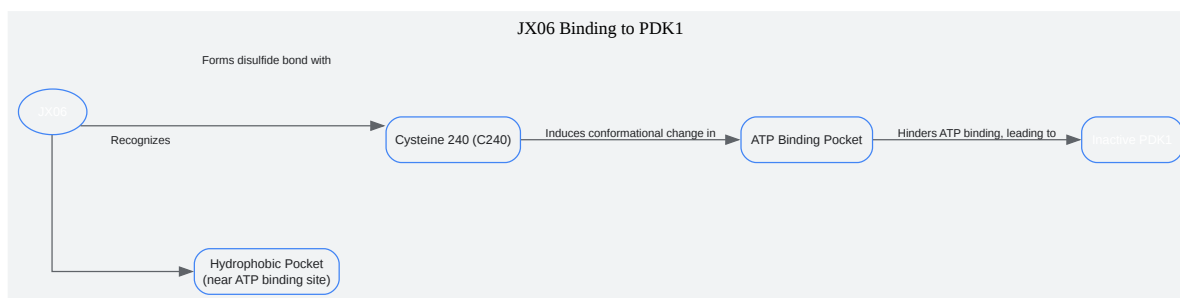 JX06 Binding to PDK1
Forms disulfide bond with
JX06
Recognizes
Cysteine 240 (C240)
Induces conformational change in
ATP Binding Pocket
Hinders ATP binding, leading to
Inactive PDK1
Hydrophobic Pocket
(near ATP binding site)